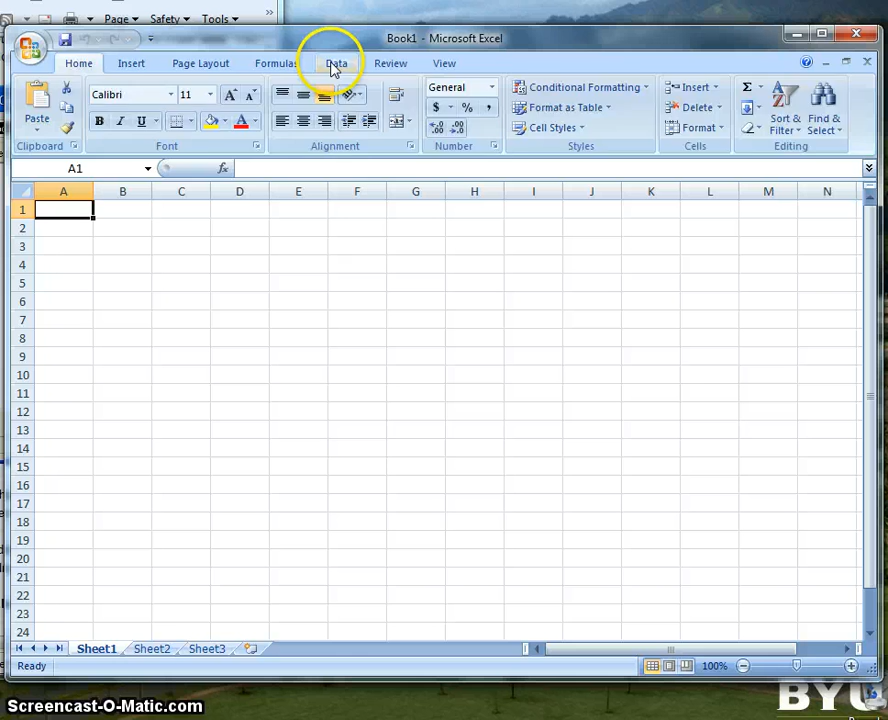 Page Safety Tools
Book1 - Microsoft Excel
Home Insert Page Layout Formulas Data Review View
Paste
Clipboard
Calibri 11
B I U
Font
Alignment
General
$ % ,
Number
Conditional Formatting
Format as Table
Cell Styles
Styles
Insert
Delete
Format
Cells
Σ
Sort & Filter
Find & Select
Editing
A1 fx
A B C D E F G H I J K L M N
1
2
3
4
5
6
7
8
9
10
11
12
13
14
15
16
17
18
19
20
21
22
23
24
Sheet1 Sheet2 Sheet3
Ready 100%
Screencast-O-Matic.com
BYU